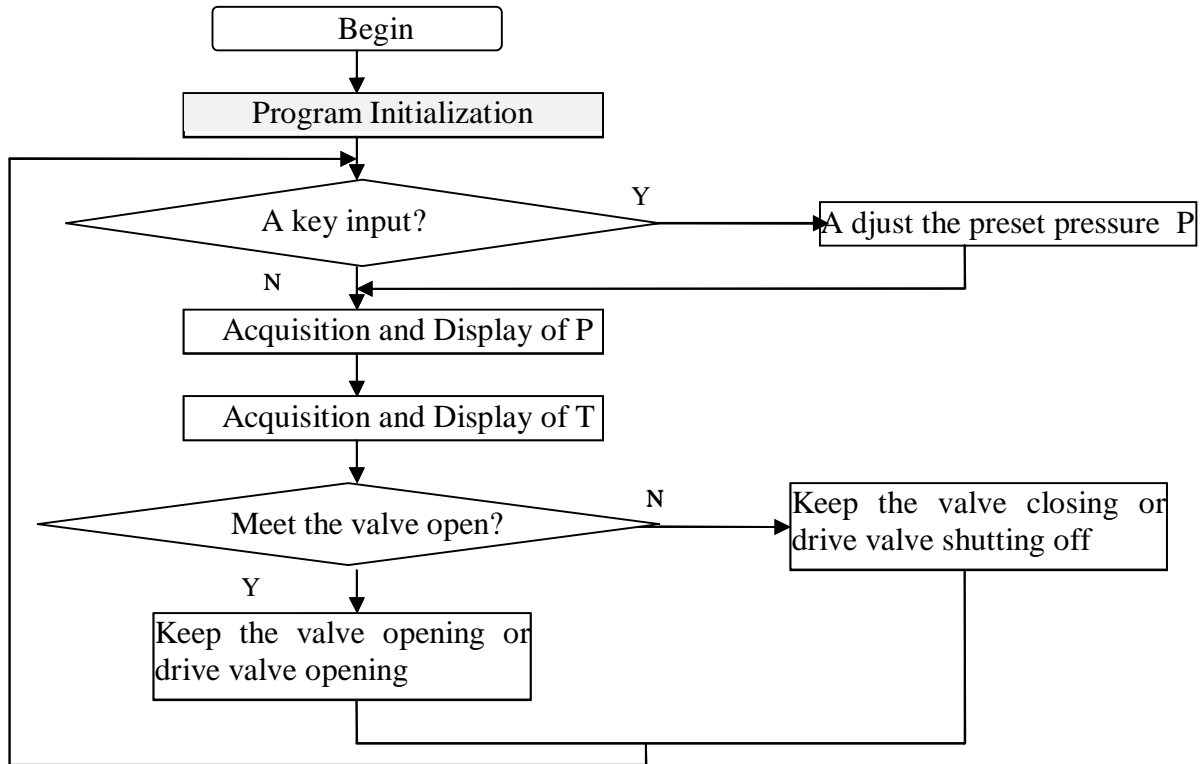 Begin
Program Initialization
A key input?
Y
A djust the preset pressure P
N
Acquisition and Display of P
Acquisition and Display of T
Meet the valve open?
N
Keep the valve closing or
drive valve shutting off
Y
Keep the valve opening or
drive valve opening